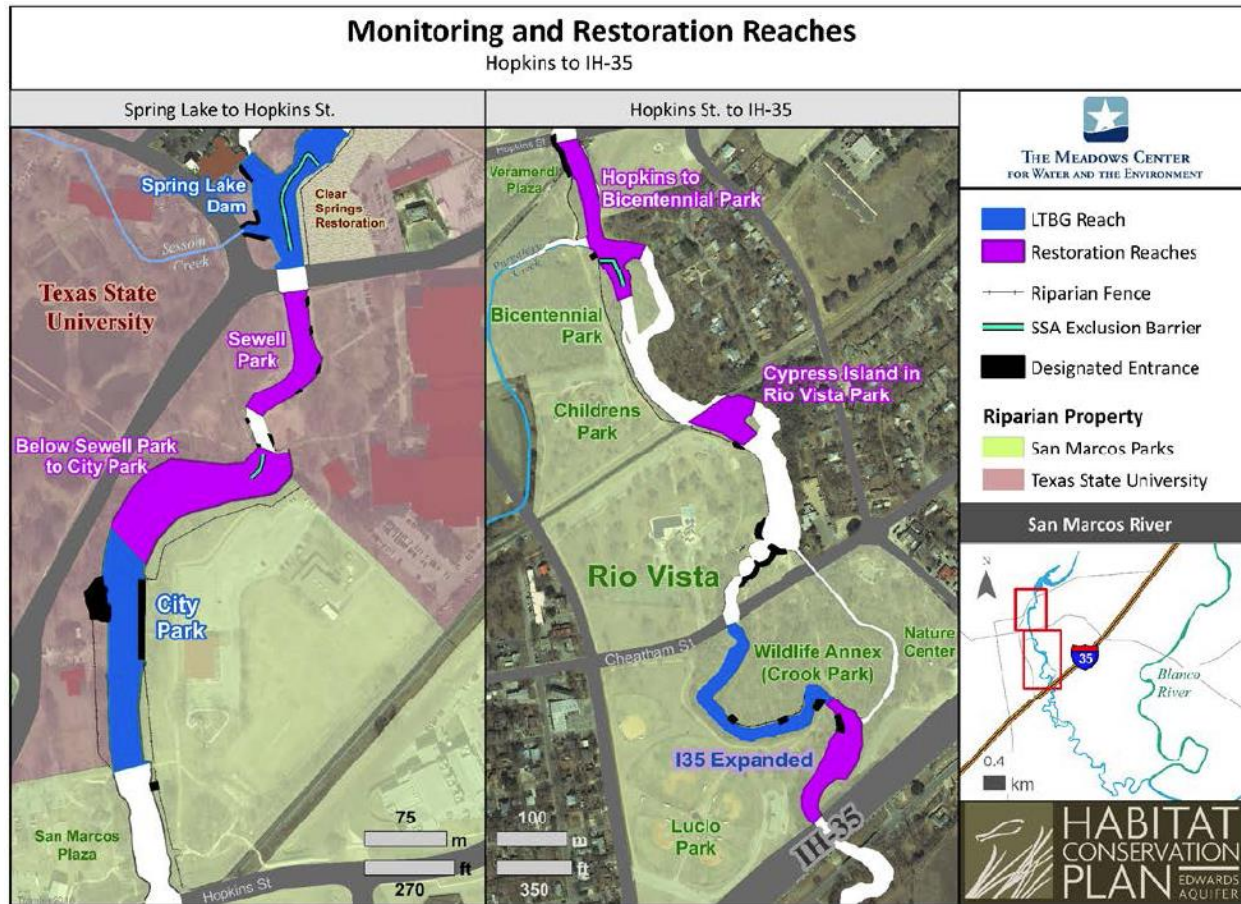 Monitoring and Restoration Reaches
Hopkins to IH-35
Spring Lake to Hopkins St.
Spring Lake
Dam
Clear
Springs
Restoration
Sessom
Creek
Texas State
University
Sewell
Park
Below Sewell Park
to City Park
City
Park
San Marcos
Plaza
Hopkins St
75
m
ft
270
Hopkins St. to IH-35
Hopkins St
Veramendi
Plaza
Hopkins to
Bicentennial Park
Purgatory
Creek
Bicentennial
Park
Cypress Island in
Rio Vista Park
Childrens
Park
Rio Vista
Cheatham St
Wildlife Annex
(Crook Park)
Nature
Center
I35 Expanded
Lucio
Park
IH-35
100
m
ft
350
THE MEADOWS CENTER
FOR WATER AND THE ENVIRONMENT
LTBG Reach
Restoration Reaches
Riparian Fence
SSA Exclusion Barrier
Designated Entrance
Riparian Property
San Marcos Parks
Texas State University
San Marcos River
N
35
Blanco
River
0.4
km
HABITAT
CONSERVATION
PLAN EDWARDS
AQUIFER